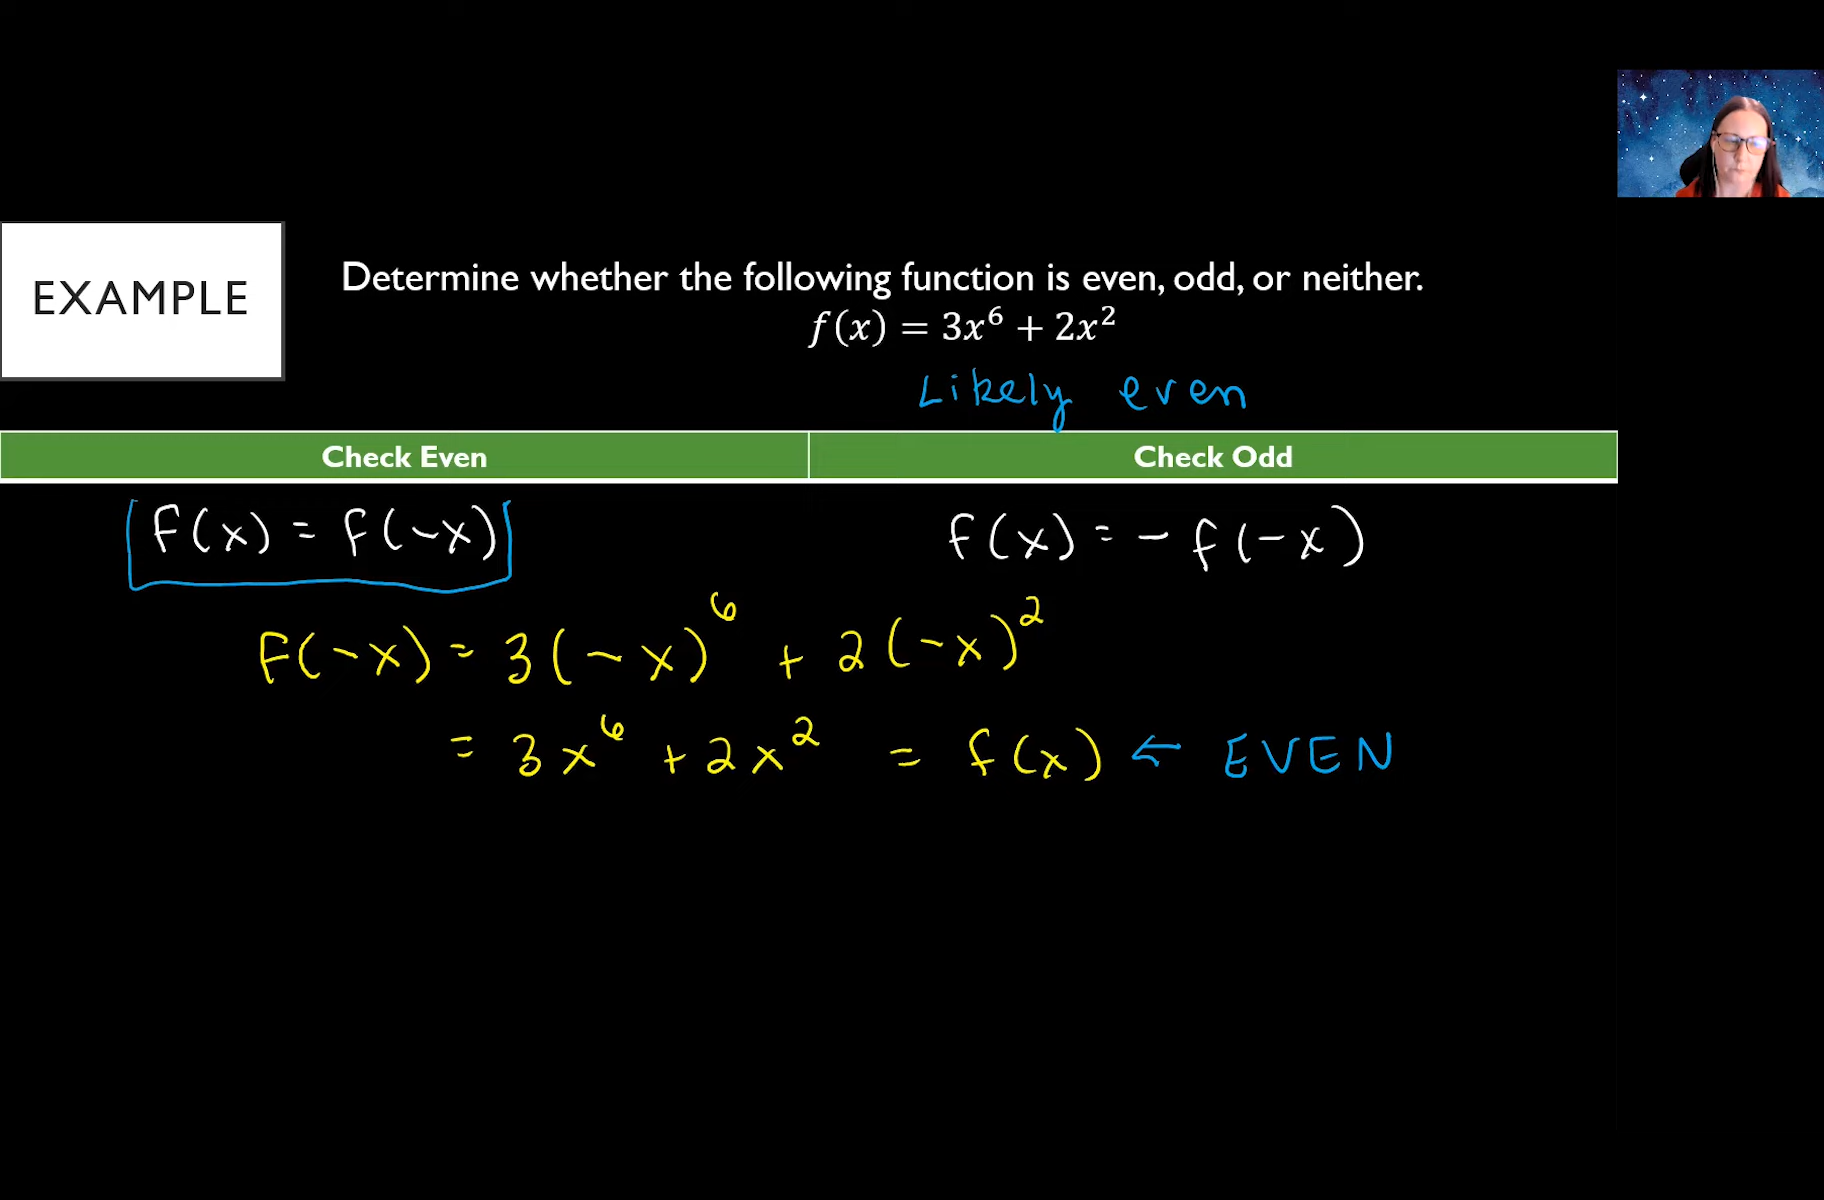 EXAMPLE
Determine whether the following function is even, odd, or neither.
f(x) = 3x⁶ + 2x²
Likely even
Check Even
Check Odd
f(x) = f(-x)
f(x) = - f(-x)
f(-x) = 3(-x)⁶ + 2(-x)²
= 3x⁶ + 2x² = f(x) ← EVEN